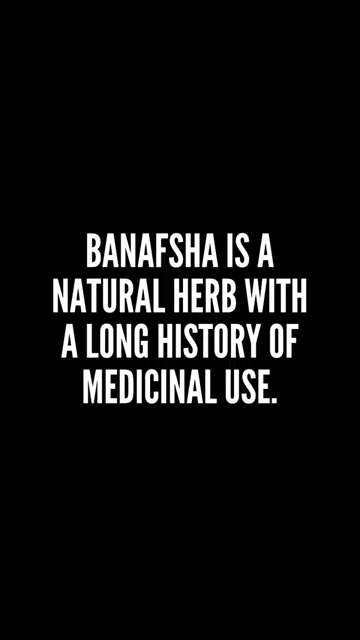 BANAFSHA IS A
NATURAL HERB WITH
A LONG HISTORY OF
MEDICINAL USE.